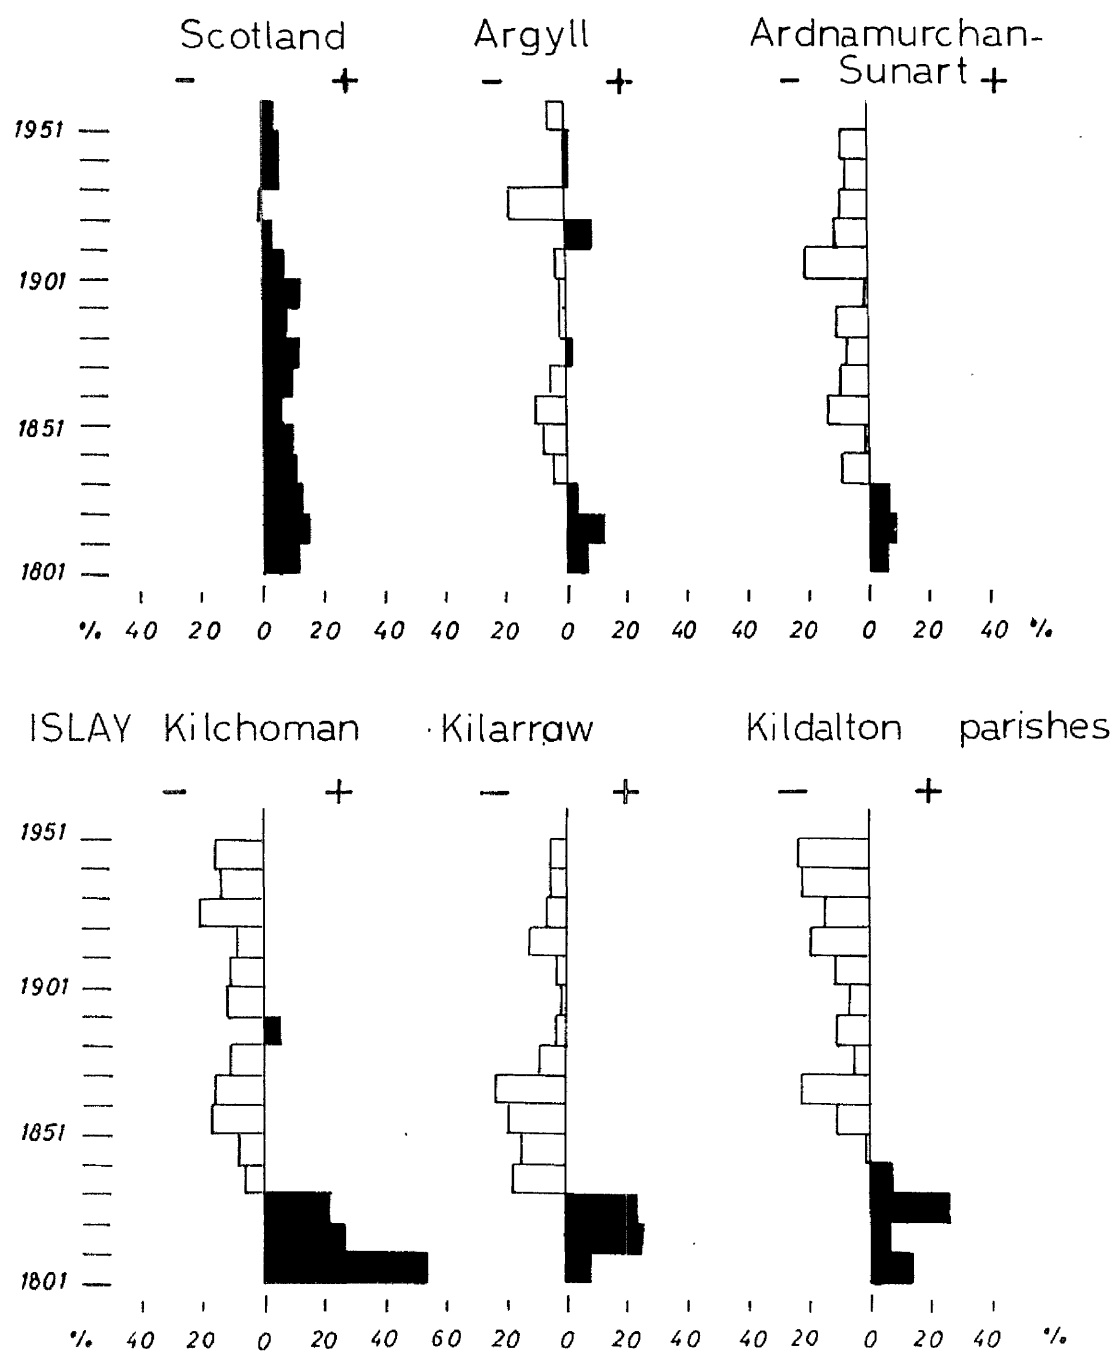 Scotland Argyll Ardnamurchan-
Sunart
- + - + - +
1951
1901
1851
1801
% 40 20 0 20 40 40 20 0 20 40 40 20 0 20 40 %
ISLAY Kilchoman Kilarrow Kildalton parishes
- + - + - +
1951
1901
1851
1801
% 40 20 0 20 40 60 20 0 20 40 40 20 0 20 40 %